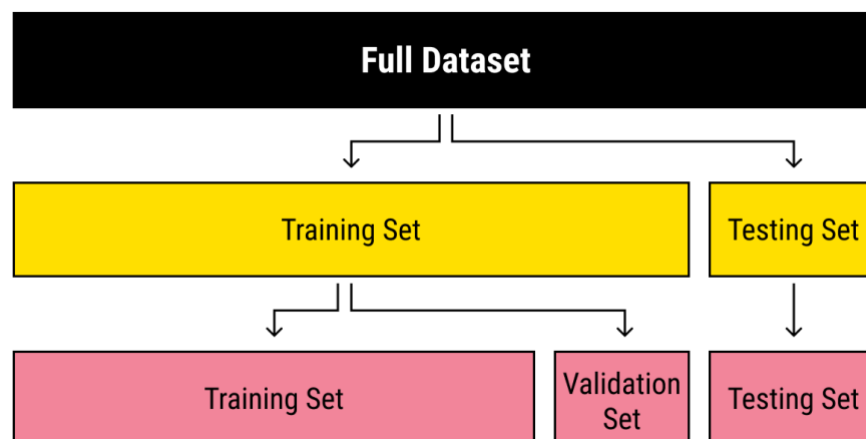 Full Dataset
Training Set
Testing Set
Training Set
Validation
Set
Testing Set